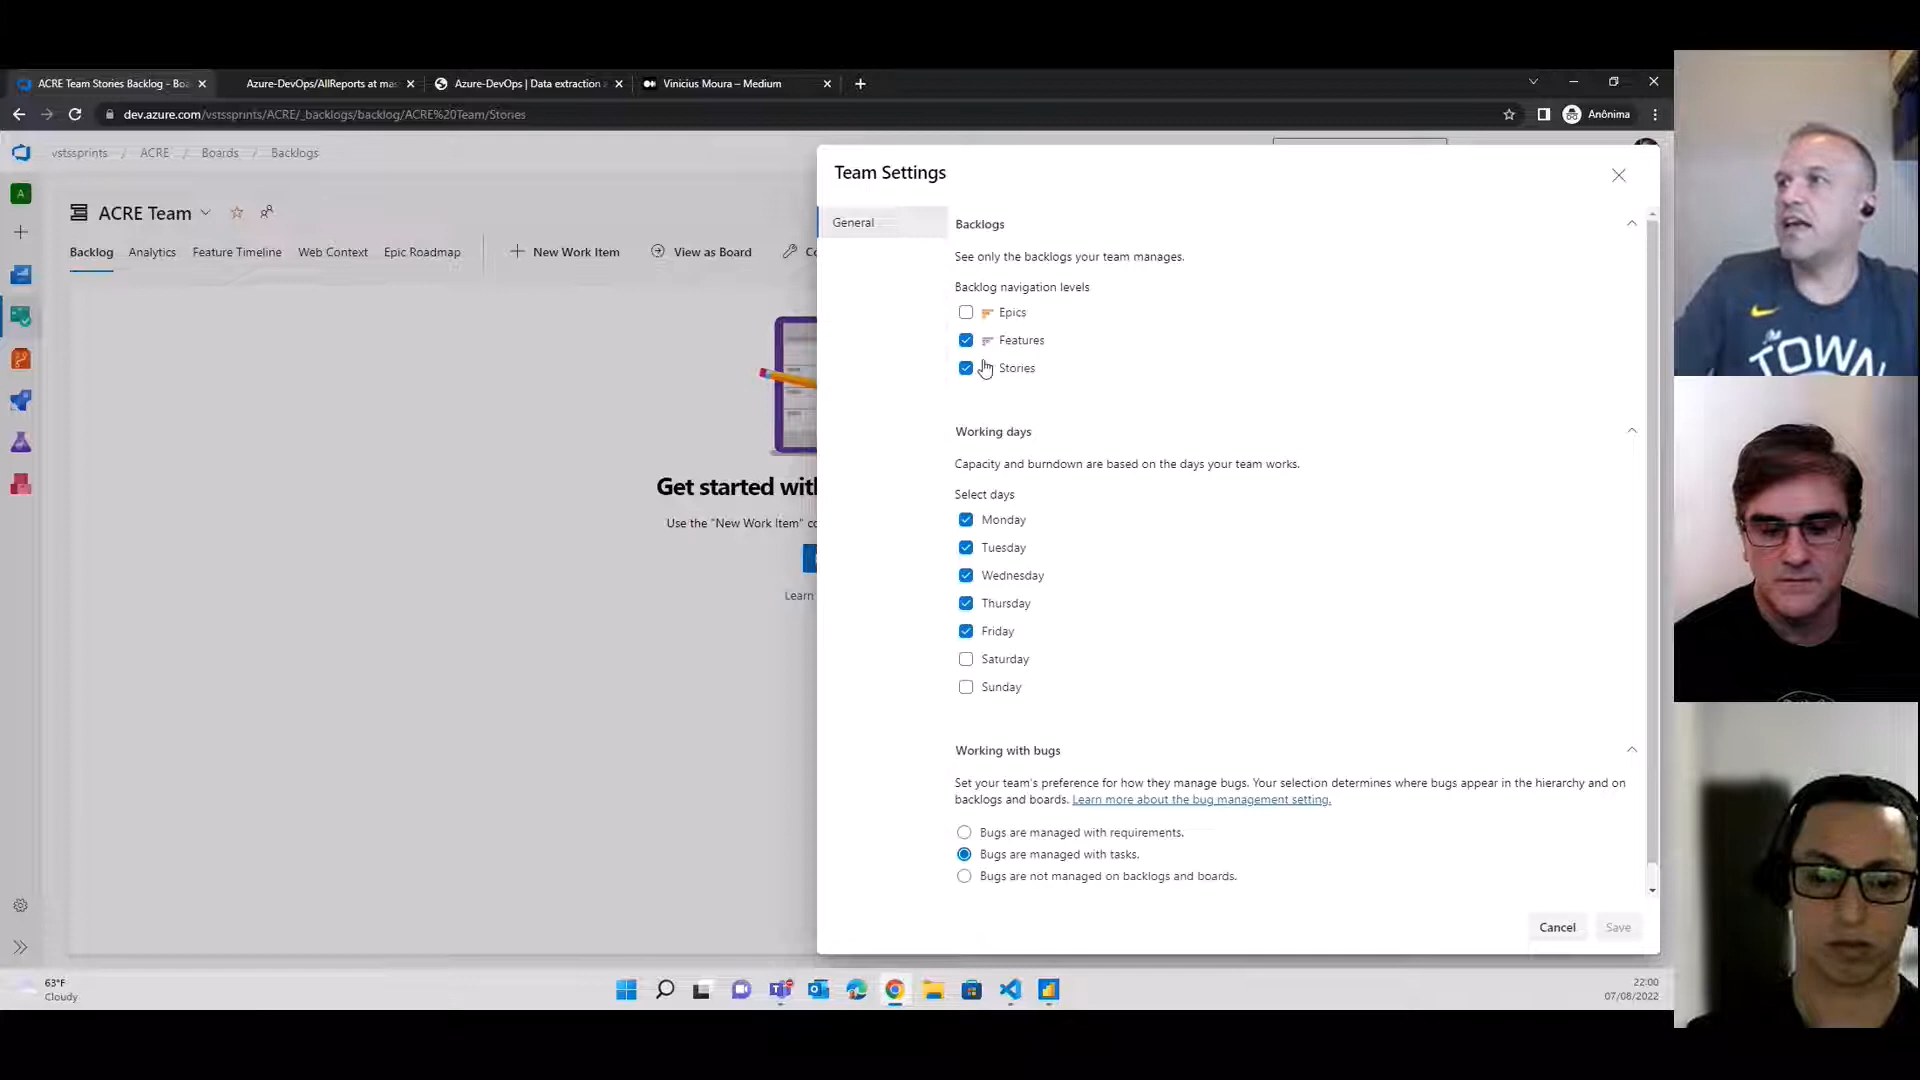 ACRE Team Stories Backlog - Boa
Azure-DevOps/AllReports at mas
Azure-DevOps | Data extraction a
Vinicius Moura – Medium
dev.azure.com/vstssprints/ACRE/_backlogs/backlog/ACRE%20Team/Stories
Anônima
vstssprints / ACRE / Boards / Backlogs
A
ACRE Team
Backlog Analytics Feature Timeline Web Context Epic Roadmap New Work Item View as Board Co
Get started with
Use the "New Work Item" co
Learn
Team Settings
General
Backlogs
See only the backlogs your team manages.
Backlog navigation levels
Epics
Features
Stories
Working days
Capacity and burndown are based on the days your team works.
Select days
Monday
Tuesday
Wednesday
Thursday
Friday
Saturday
Sunday
Working with bugs
Set your team's preference for how they manage bugs. Your selection determines where bugs appear in the hierarchy and on
backlogs and boards. Learn more about the bug management setting.
Bugs are managed with requirements.
Bugs are managed with tasks.
Bugs are not managed on backlogs and boards.
Cancel
Save
63°F
Cloudy
22:00
07/08/2022
TOWN